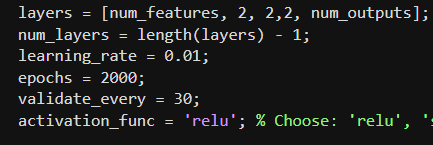 layers = [num_features, 2, 2,2, num_outputs];
num_layers = length(layers) - 1;
learning_rate = 0.01;
epochs = 2000;
validate_every = 30;
activation_func = 'relu'; % Choose: 'relu', '